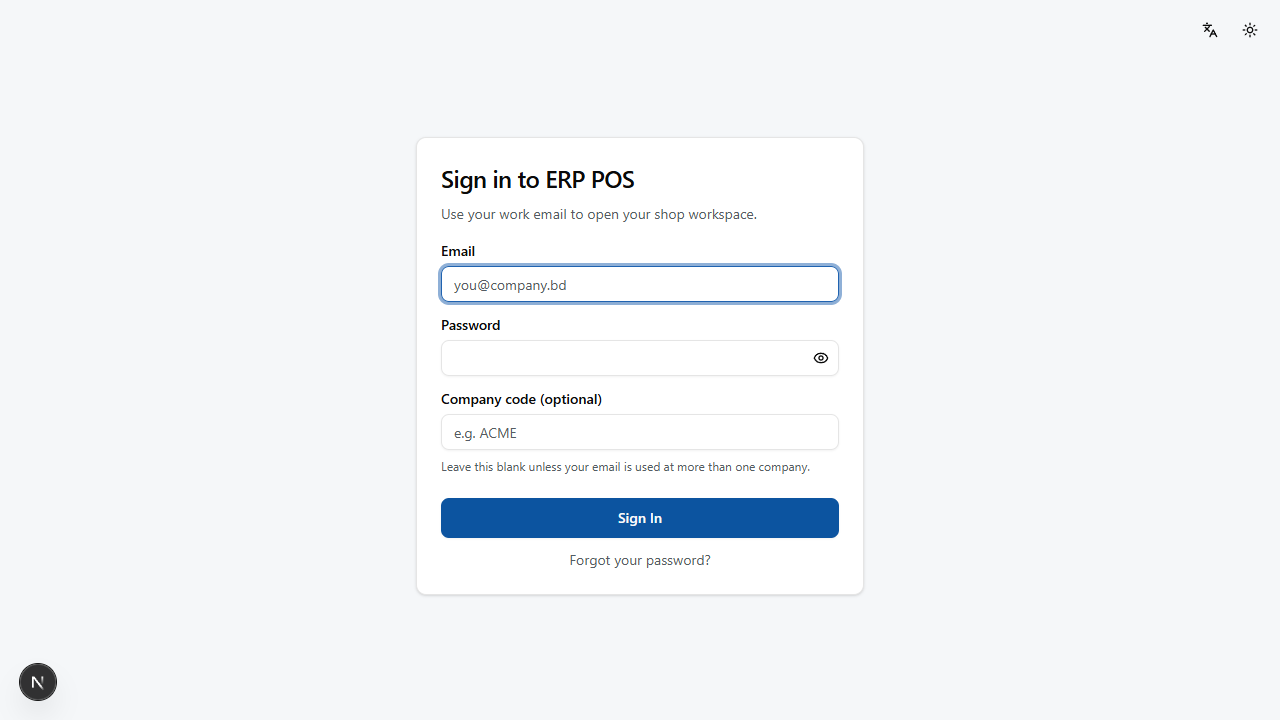 Sign in to ERP POS
Use your work email to open your shop workspace.
Email
you@company.bd
Password
Company code (optional)
e.g. ACME
Leave this blank unless your email is used at more than one company.
Sign In
Forgot your password?
N